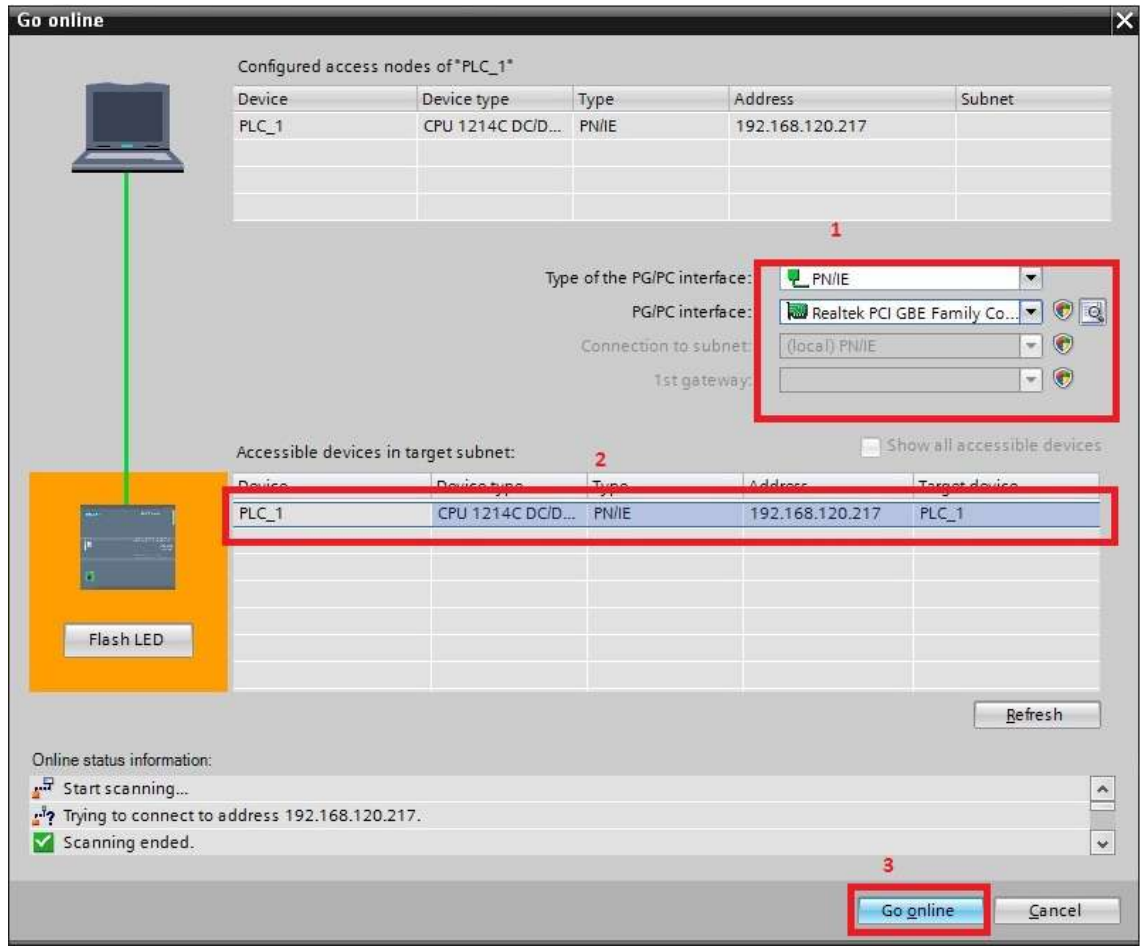 Go online
Configured access nodes of "PLC_1"
Device Device type Type Address Subnet
PLC_1 CPU 1214C DC/D... PN/IE 192.168.120.217
1
Type of the PG/PC interface: PN/IE
PG/PC interface: Realtek PCI GBE Family Co...
Connection to subnet: (local) PN/IE
1st gateway:
Show all accessible devices
Accessible devices in target subnet:
2
Device Device type Type Address Target device
PLC_1 CPU 1214C DC/D... PN/IE 192.168.120.217 PLC_1
Flash LED
Refresh
Online status information:
Start scanning...
Trying to connect to address 192.168.120.217.
Scanning ended.
3
Go online Cancel